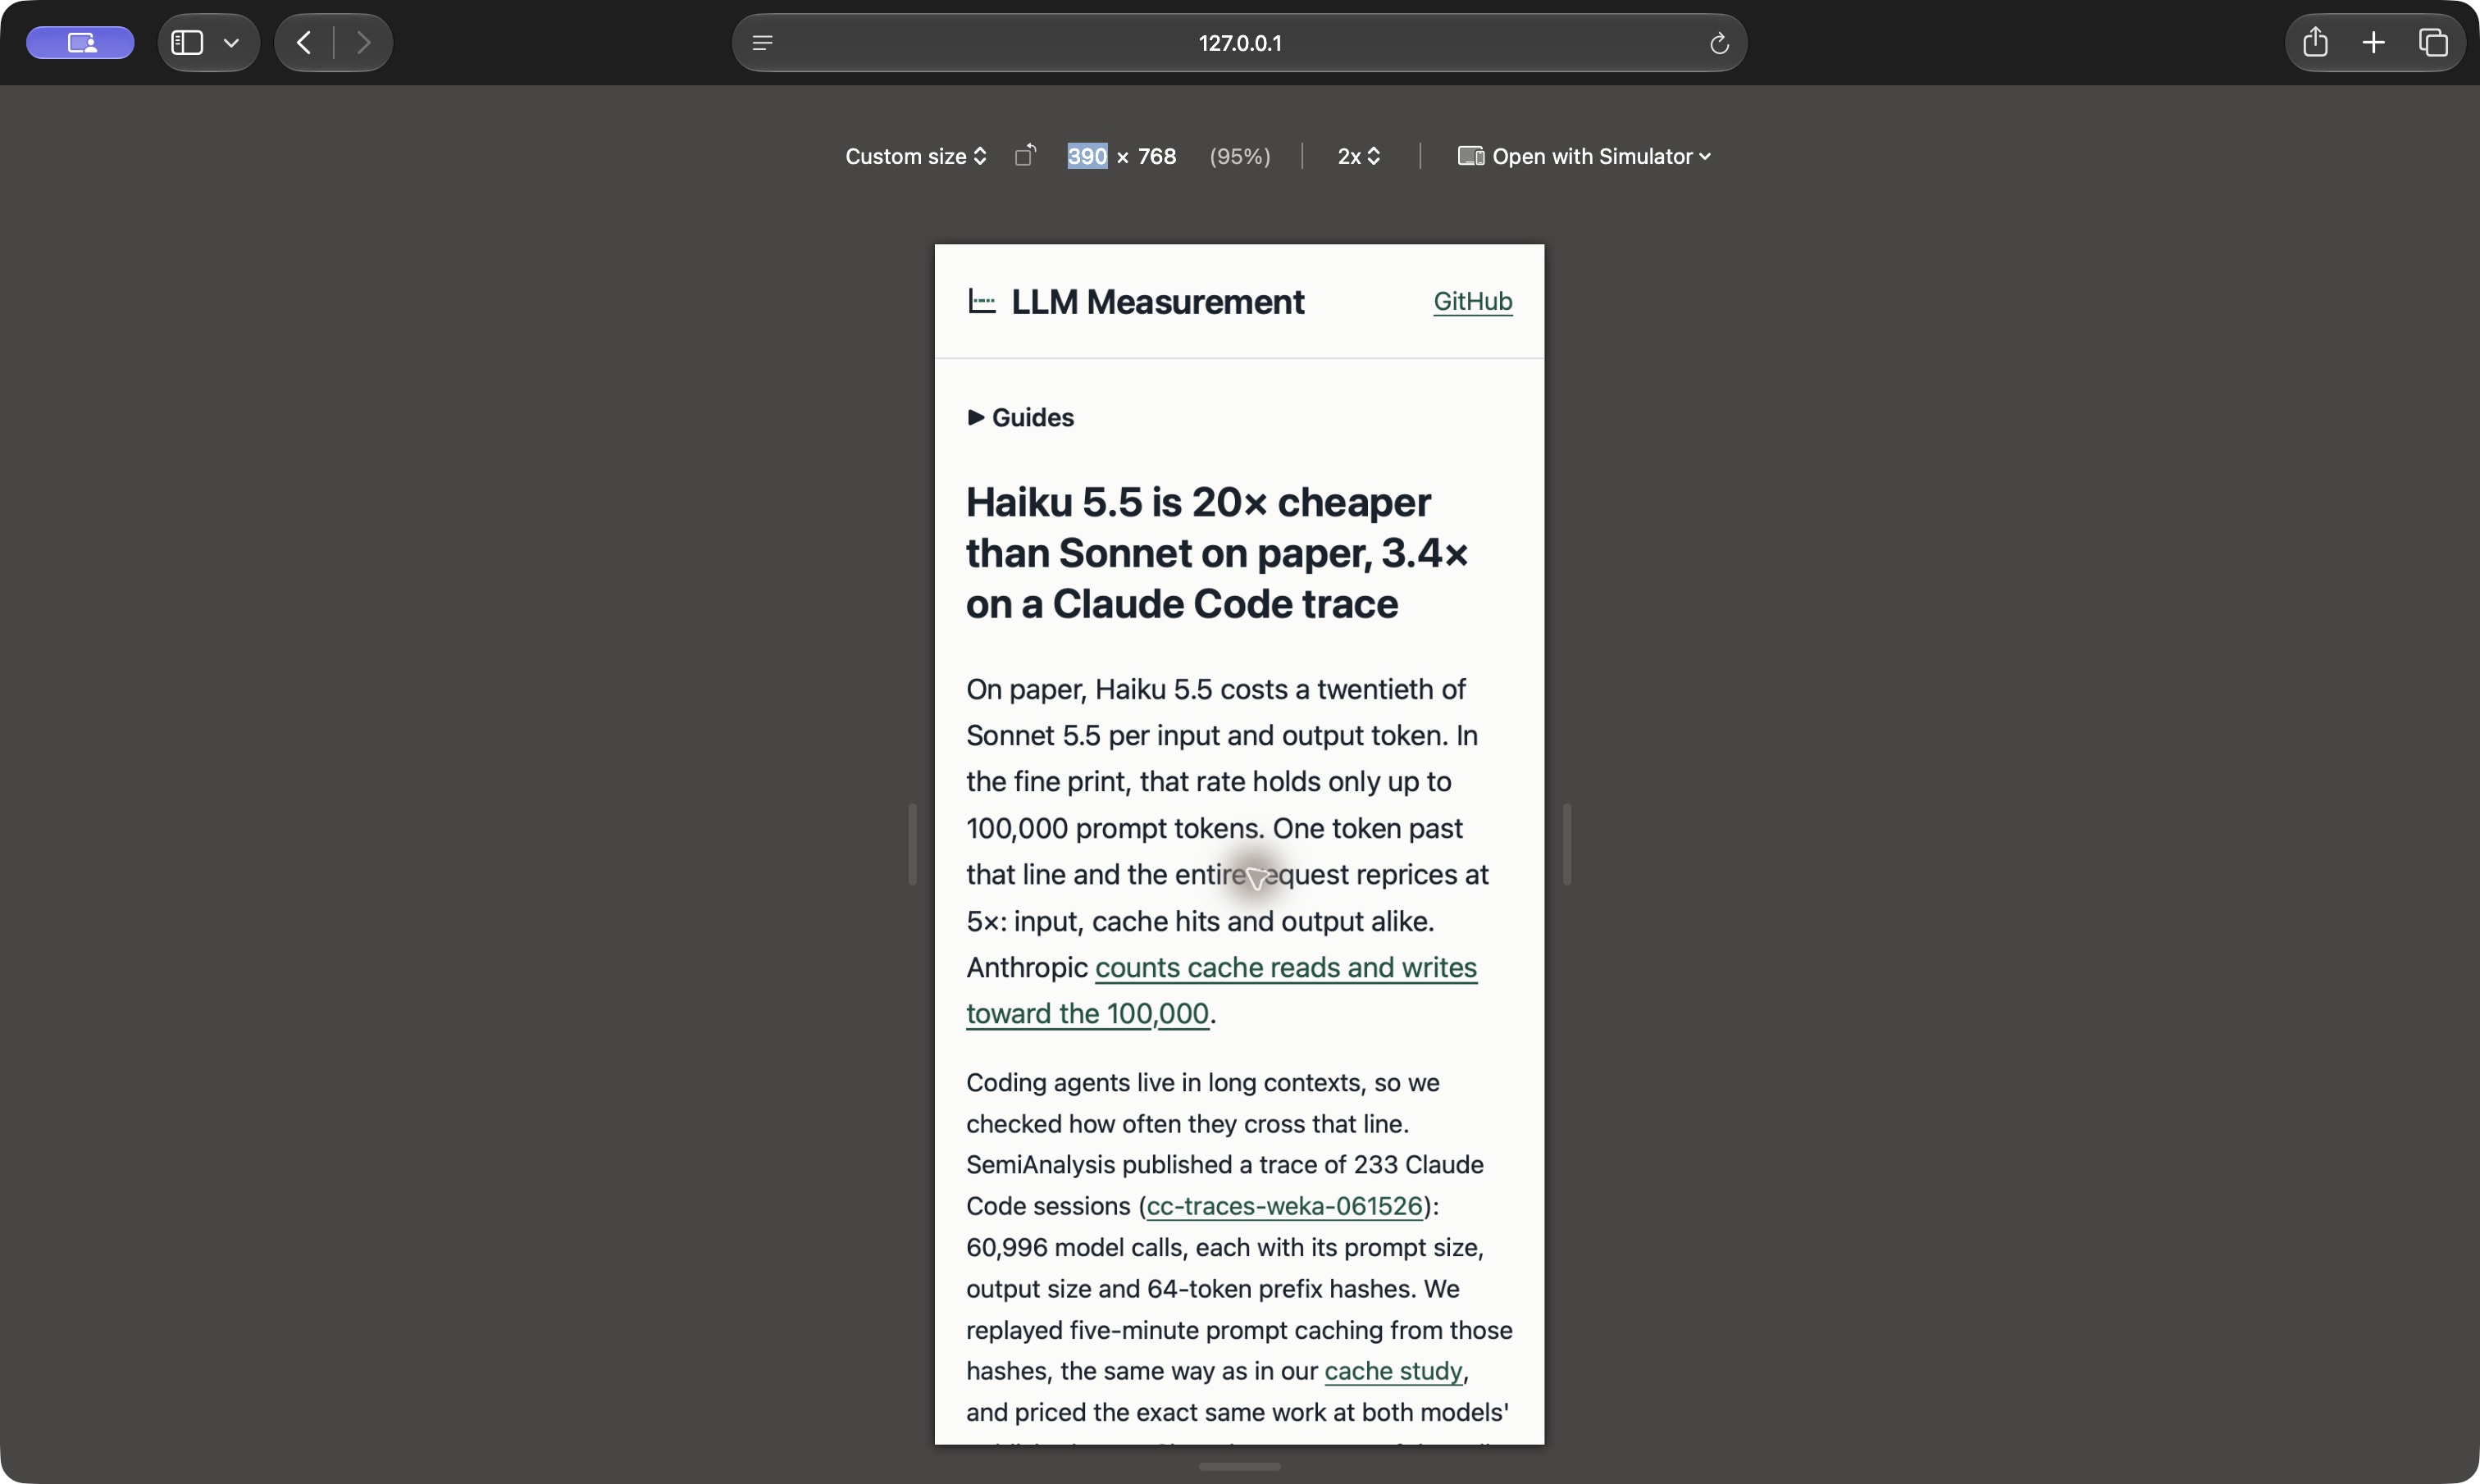 127.0.0.1
Custom size 390 × 768 (95%) 2x Open with Simulator
LLM Measurement GitHub
Guides
Haiku 5.5 is 20× cheaper
than Sonnet on paper, 3.4×
on a Claude Code trace
On paper, Haiku 5.5 costs a twentieth of
Sonnet 5.5 per input and output token. In
the fine print, that rate holds only up to
100,000 prompt tokens. One token past
that line and the entire request reprices at
5×: input, cache hits and output alike.
Anthropic counts cache reads and writes
toward the 100,000.
Coding agents live in long contexts, so we
checked how often they cross that line.
SemiAnalysis published a trace of 233 Claude
Code sessions (cc-traces-weka-061526):
60,996 model calls, each with its prompt size,
output size and 64-token prefix hashes. We
replayed five-minute prompt caching from those
hashes, the same way as in our cache study,
and priced the exact same work at both models'